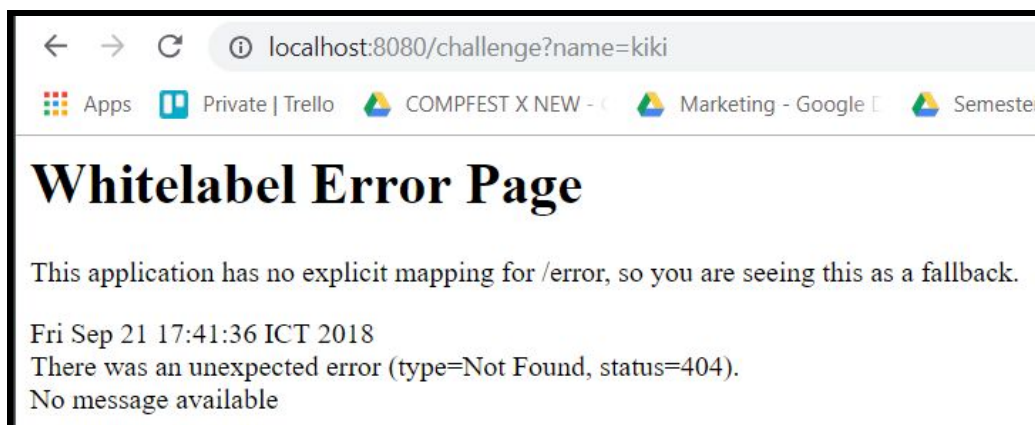 localhost:8080/challenge?name=kiki
Apps Private | Trello COMPFEST X NEW - Marketing - Google Semester
Whitelabel Error Page
This application has no explicit mapping for /error, so you are seeing this as a fallback.
Fri Sep 21 17:41:36 ICT 2018
There was an unexpected error (type=Not Found, status=404).
No message available